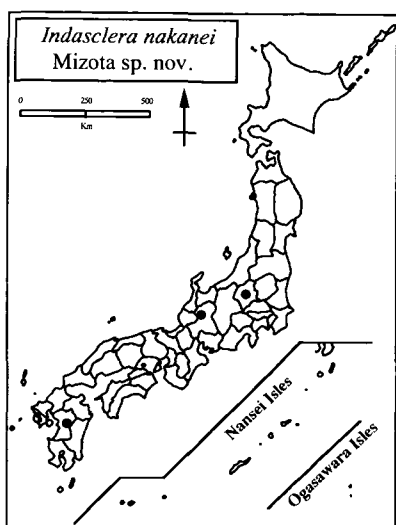 Indasclera nakanei
Mizota sp. nov.
0 250 500
Km
Nansei Isles
Ogasawara Isles